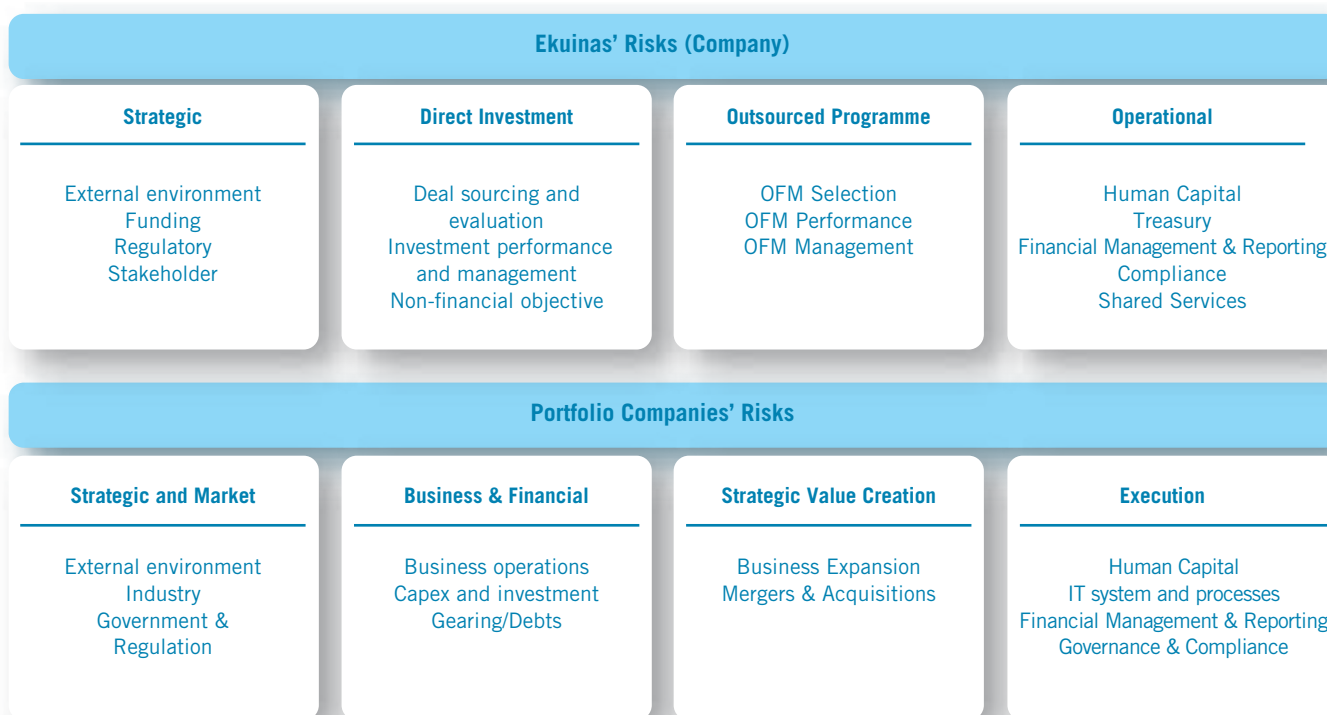 Ekuinas’ Risks (Company)
Strategic
External environment
Funding
Regulatory
Stakeholder
Direct Investment
Deal sourcing and
evaluation
Investment performance
and management
Non-financial objective
Outsourced Programme
OFM Selection
OFM Performance
OFM Management
Operational
Human Capital
Treasury
Financial Management & Reporting
Compliance
Shared Services
Portfolio Companies’ Risks
Strategic and Market
External environment
Industry
Government &
Regulation
Business & Financial
Business operations
Capex and investment
Gearing/Debts
Strategic Value Creation
Business Expansion
Mergers & Acquisitions
Execution
Human Capital
IT system and processes
Financial Management & Reporting
Governance & Compliance